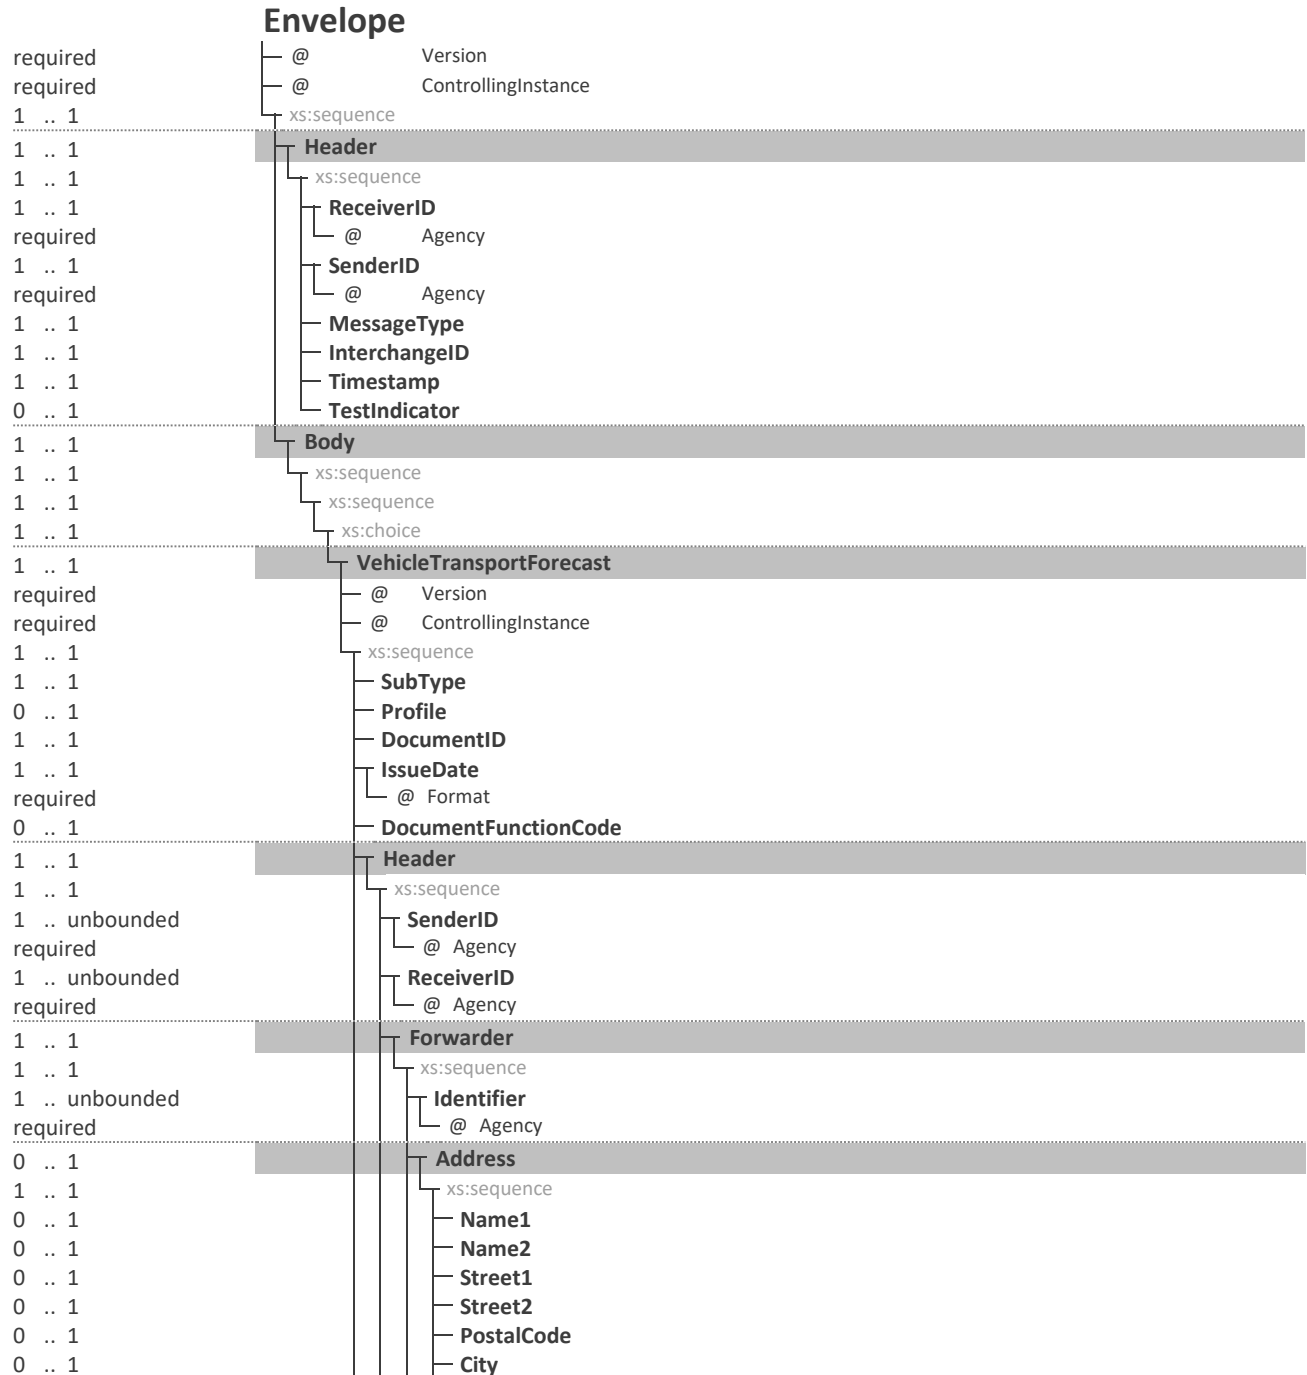 Envelope
required @ Version
required @ ControllingInstance
1 .. 1 xs:sequence
1 .. 1 Header
1 .. 1 xs:sequence
1 .. 1 ReceiverID
required @ Agency
1 .. 1 SenderID
required @ Agency
1 .. 1 MessageType
1 .. 1 InterchangeID
1 .. 1 Timestamp
0 .. 1 TestIndicator
1 .. 1 Body
1 .. 1 xs:sequence
1 .. 1 xs:sequence
1 .. 1 xs:choice
1 .. 1 VehicleTransportForecast
required @ Version
required @ ControllingInstance
1 .. 1 xs:sequence
1 .. 1 SubType
0 .. 1 Profile
1 .. 1 DocumentID
1 .. 1 IssueDate
required @ Format
0 .. 1 DocumentFunctionCode
1 .. 1 Header
1 .. 1 xs:sequence
1 .. unbounded SenderID
required @ Agency
1 .. unbounded ReceiverID
required @ Agency
1 .. 1 Forwarder
1 .. 1 xs:sequence
1 .. unbounded Identifier
required @ Agency
0 .. 1 Address
1 .. 1 xs:sequence
0 .. 1 Name1
0 .. 1 Name2
0 .. 1 Street1
0 .. 1 Street2
0 .. 1 PostalCode
0 .. 1 City